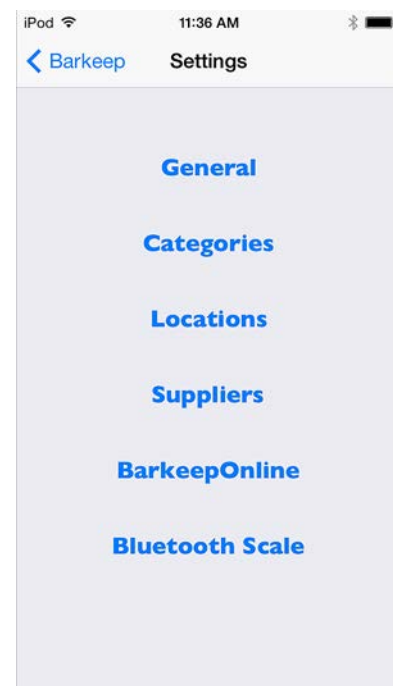 iPod 11:36 AM
Barkeep Settings
General
Categories
Locations
Suppliers
BarkeepOnline
Bluetooth Scale